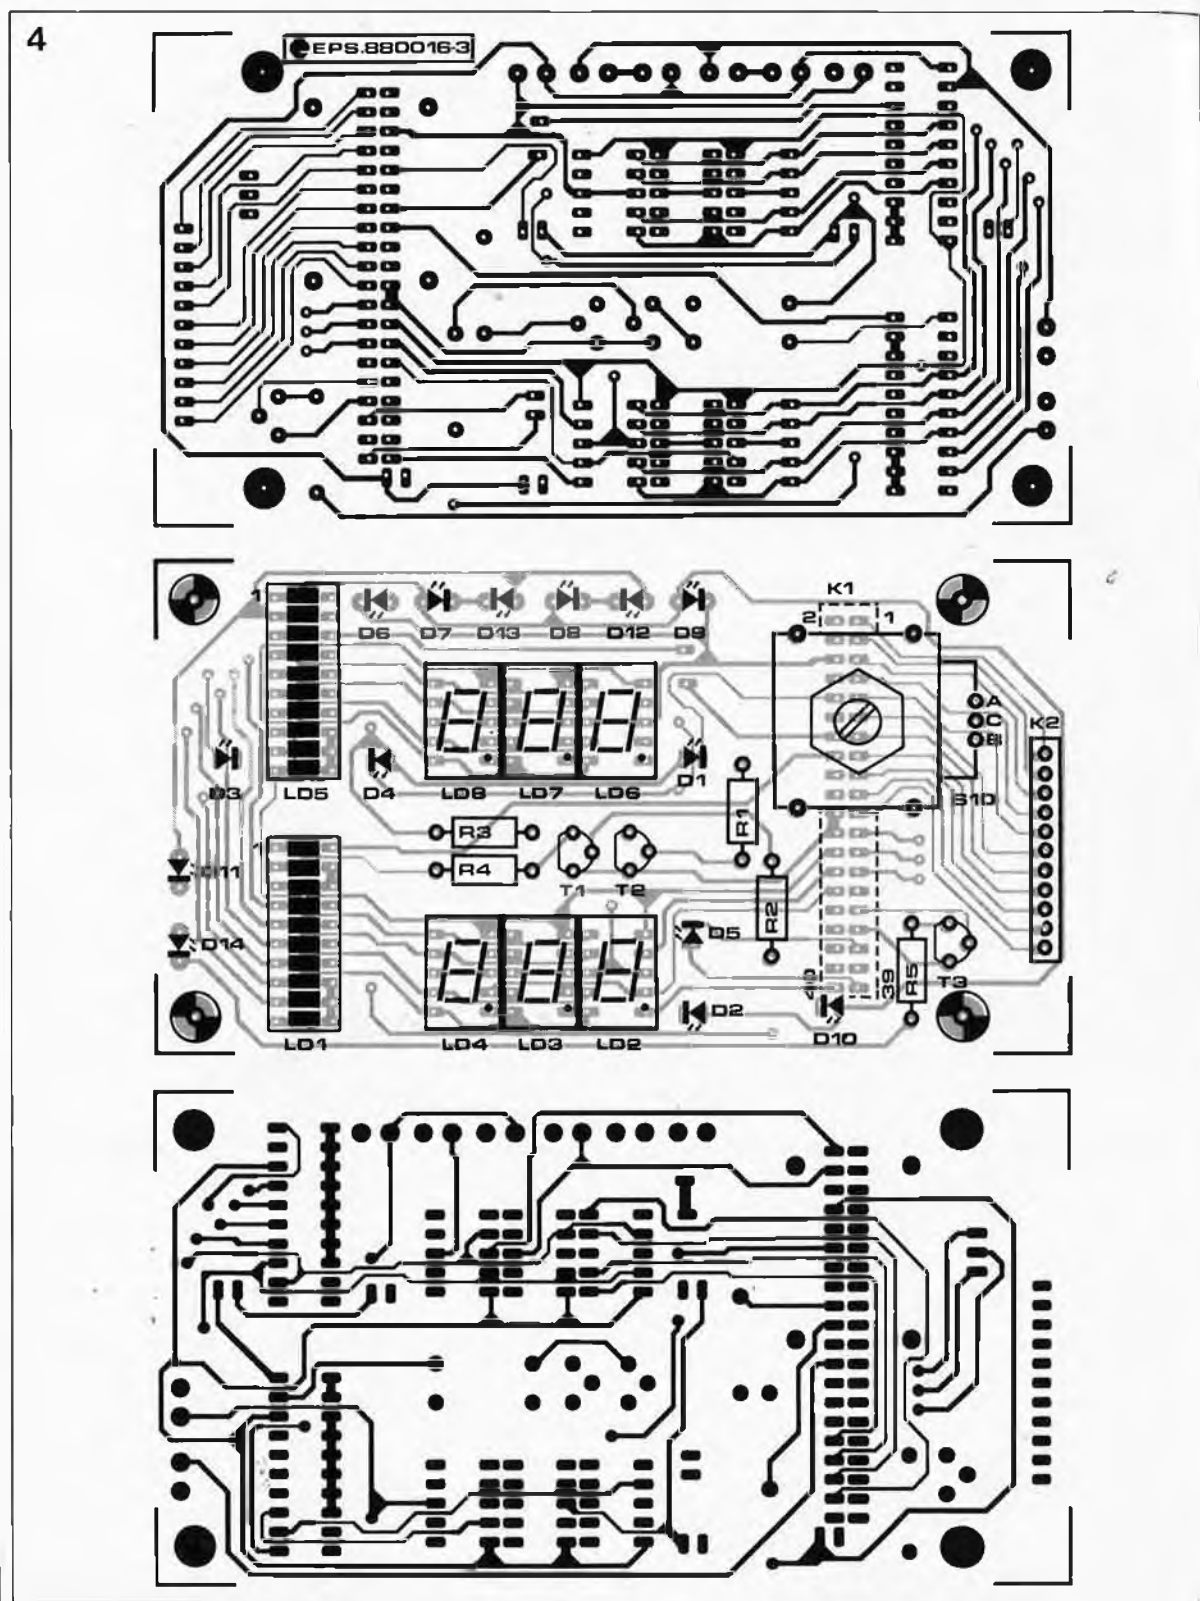 4
EPS.880016-3
K1
2 1
1
D6 D7 D13 D8 D12 D9
A
C
B
K2
D3 LD5 D4 LD8 LD7 LD6 D1
S1D
R3 R1
R4
D11
T1 T2
R2
D14 D5
40 39 R5 T3
D2
D10
LD1 LD4 LD3 LD2